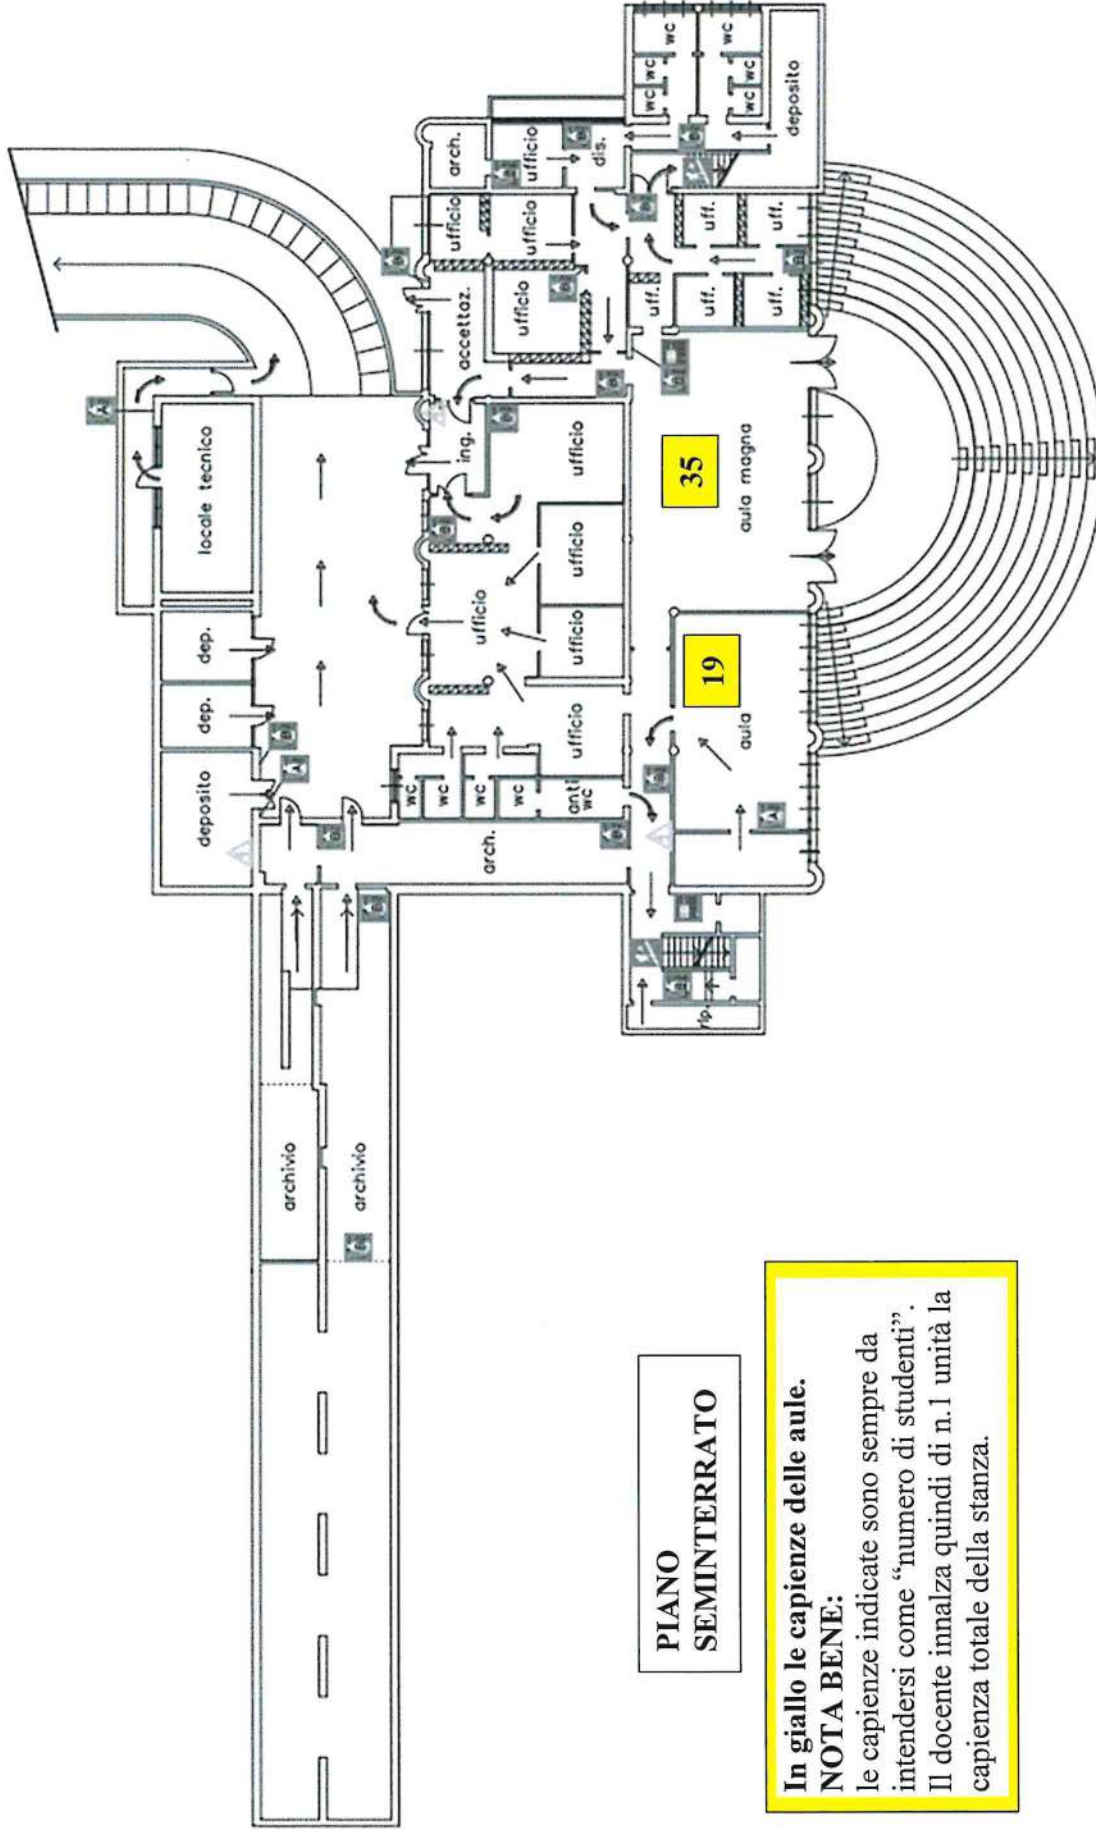 deposito
dep.
dep.
locale tecnico
archivio
archivio
wc
wc
wc
wc
anti
wc
arch.
ufficio
ufficio
ufficio
ufficio
ufficio
ing.
accettaz.
ufficio
ufficio
ufficio
arch.
ufficio
dis.
rip.
aula
19
aula magna
35
uff.
uff.
uff.
uff.
uff.
deposito
wc
wc
wc
wc
wc
wc
PIANO
SEMINTERRATO
In giallo le capienze delle aule.
NOTA BENE:
le capienze indicate sono sempre da
intendersi come “numero di studenti”.
Il docente innalza quindi di n.1 unità la
capienza totale della stanza.